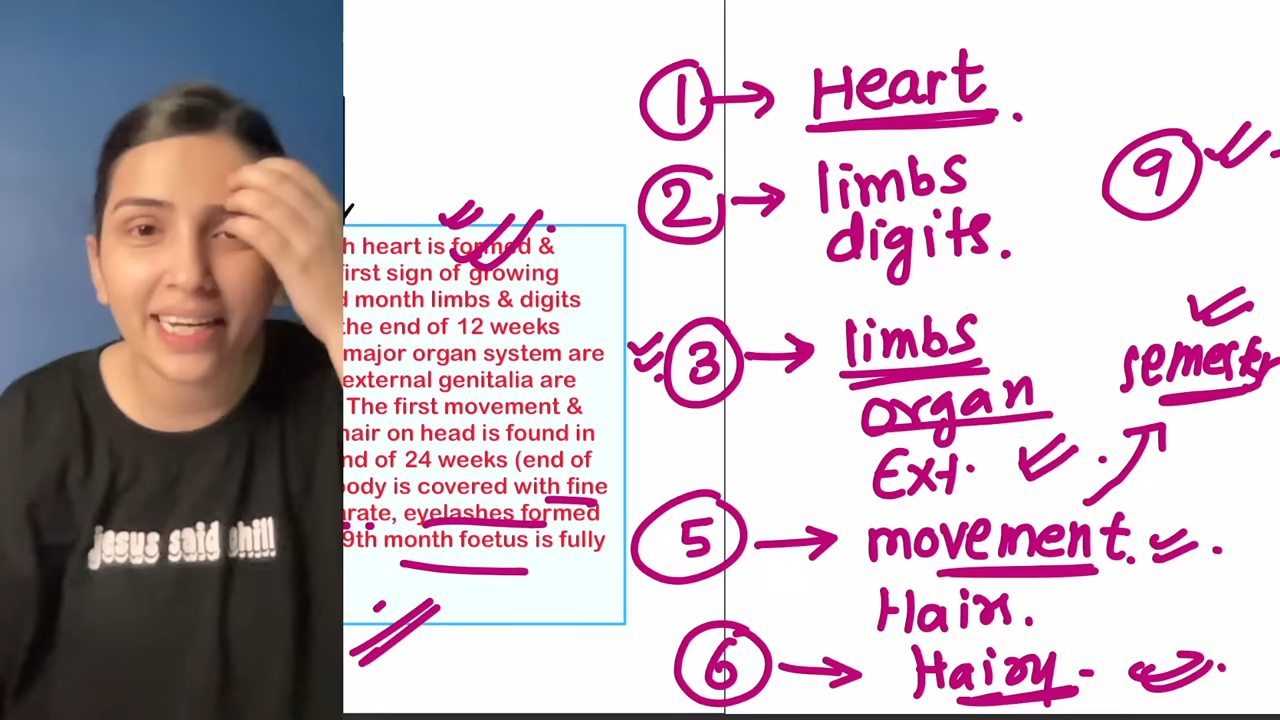 jesus said chill
h heart is formed &
first sign of growing
d month limbs & digits
the end of 12 weeks
major organ system are
external genitalia are
The first movement &
hair on head is found in
nd of 24 weeks (end of
body is covered with fine
arate, eyelashes formed
9th month foetus is fully
1 → Heart.
2 → limbs
digits.
3 → limbs
organ
Ext.
5 → movement.
Hair.
6 → Hairy
9
semester